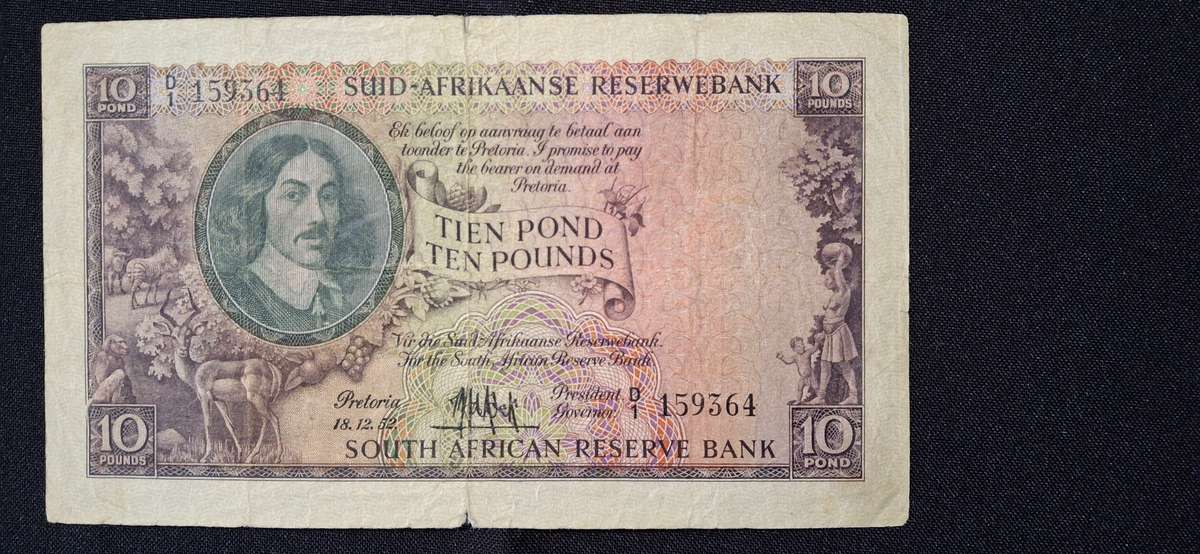 10
POND
D/1 159364
SUID-AFRIKAANSE RESERWEBANK
10
POUNDS
Ek beloof op aanvraag te betaal aan
toonder te Pretoria. I promise to pay
the bearer on demand at
Pretoria.
TIEN POND
TEN POUNDS
Vir die Suid-Afrikaanse Reserwebank.
For the South African Reserve Bank.
Pretoria
18.12.52
President
Governor.
D/1 159364
10
POUNDS
SOUTH AFRICAN RESERVE BANK
10
POND